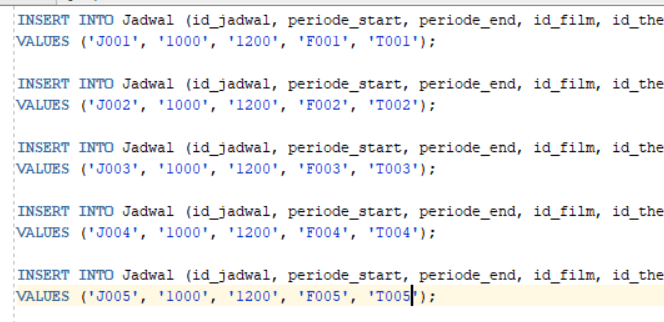 INSERT INTO Jadwal (id_jadwal, periode_start, periode_end, id_film, id_the
VALUES ('J001', '1000', '1200', 'F001', 'T001');
INSERT INTO Jadwal (id_jadwal, periode_start, periode_end, id_film, id_the
VALUES ('J002', '1000', '1200', 'F002', 'T002');
INSERT INTO Jadwal (id_jadwal, periode_start, periode_end, id_film, id_the
VALUES ('J003', '1000', '1200', 'F003', 'T003');
INSERT INTO Jadwal (id_jadwal, periode_start, periode_end, id_film, id_the
VALUES ('J004', '1000', '1200', 'F004', 'T004');
INSERT INTO Jadwal (id_jadwal, periode_start, periode_end, id_film, id_the
VALUES ('J005', '1000', '1200', 'F005', 'T005');